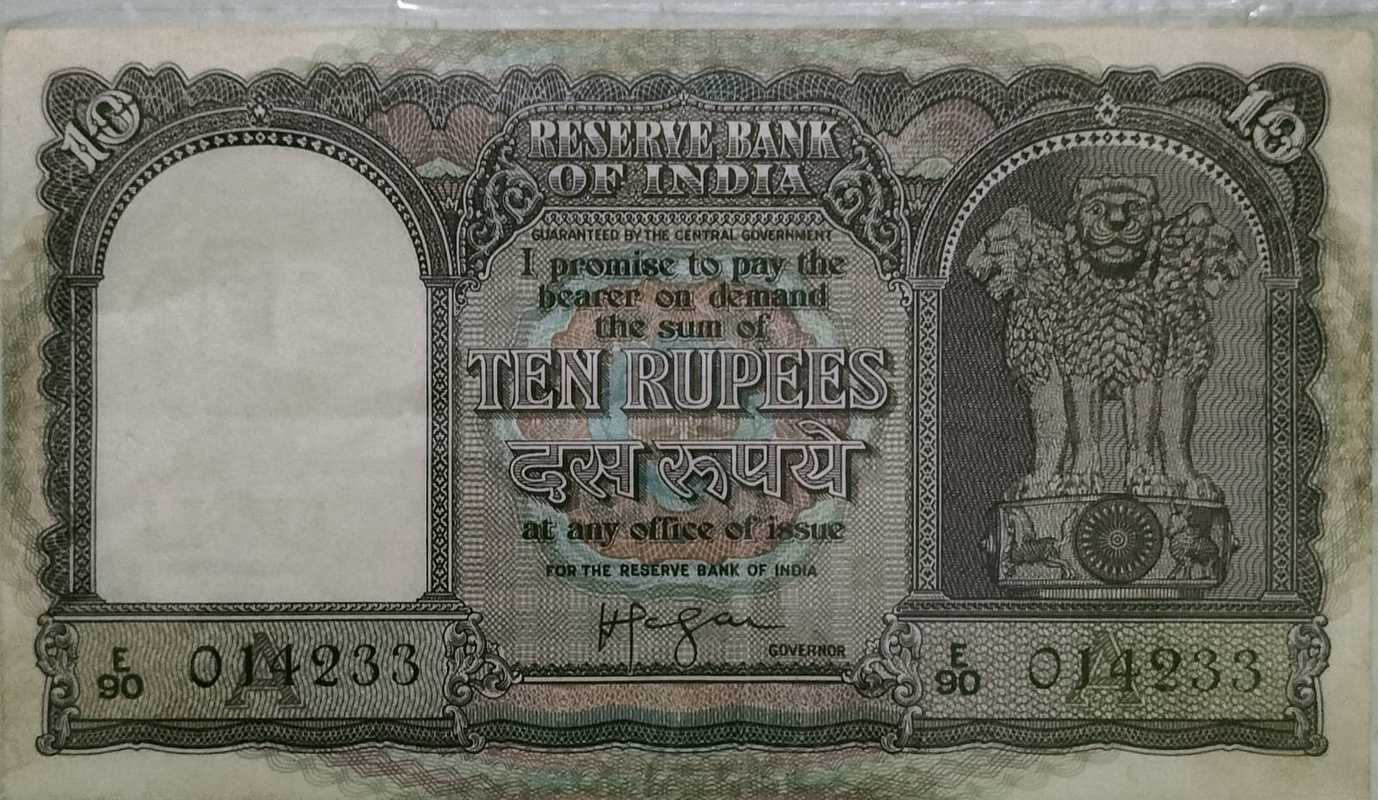 10
10
RESERVE BANK
OF INDIA
GUARANTEED BY THE CENTRAL GOVERNMENT
I promise to pay the
bearer on demand
the sum of
TEN RUPEES
दस रूपये
at any office of issue
FOR THE RESERVE BANK OF INDIA
GOVERNOR
E
90 014233
A
E
90 014233
A